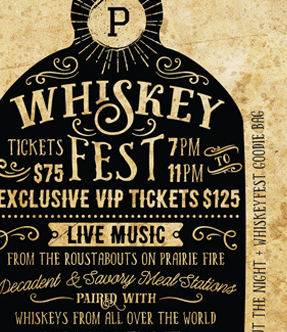 P
WHISKEY
FEST
TICKETS
$75
7PM
TO
11PM
EXCLUSIVE VIP TICKETS $125
LIVE MUSIC
FROM THE ROUSTABOUTS ON PRAIRIE FIRE
Decadent & Savory Meal Stations
PAIRED WITH
WHISKEYS FROM ALL OVER THE WORLD
THE NIGHT + WHISKEYFEST GOODIE BAG